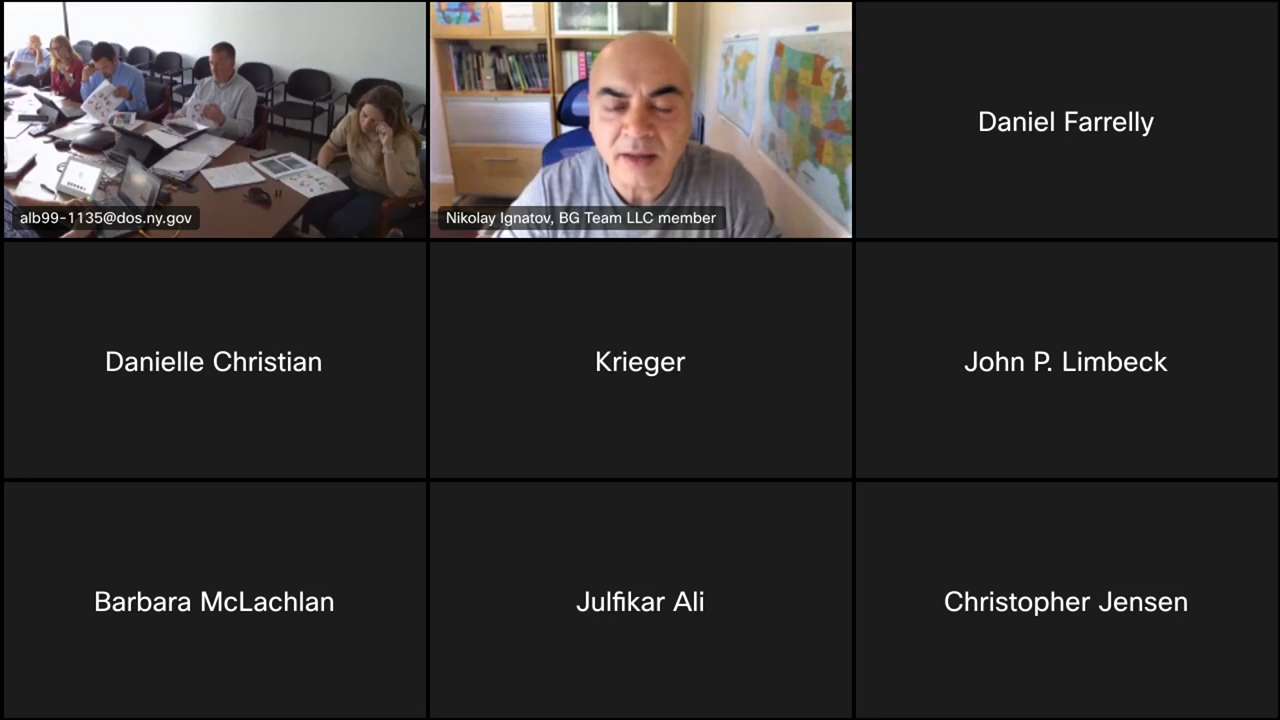 alb99-1135@dos.ny.gov
Nikolay Ignatov, BG Team LLC member
Daniel Farrelly
Danielle Christian
Krieger
John P. Limbeck
Barbara McLachlan
Julfikar Ali
Christopher Jensen